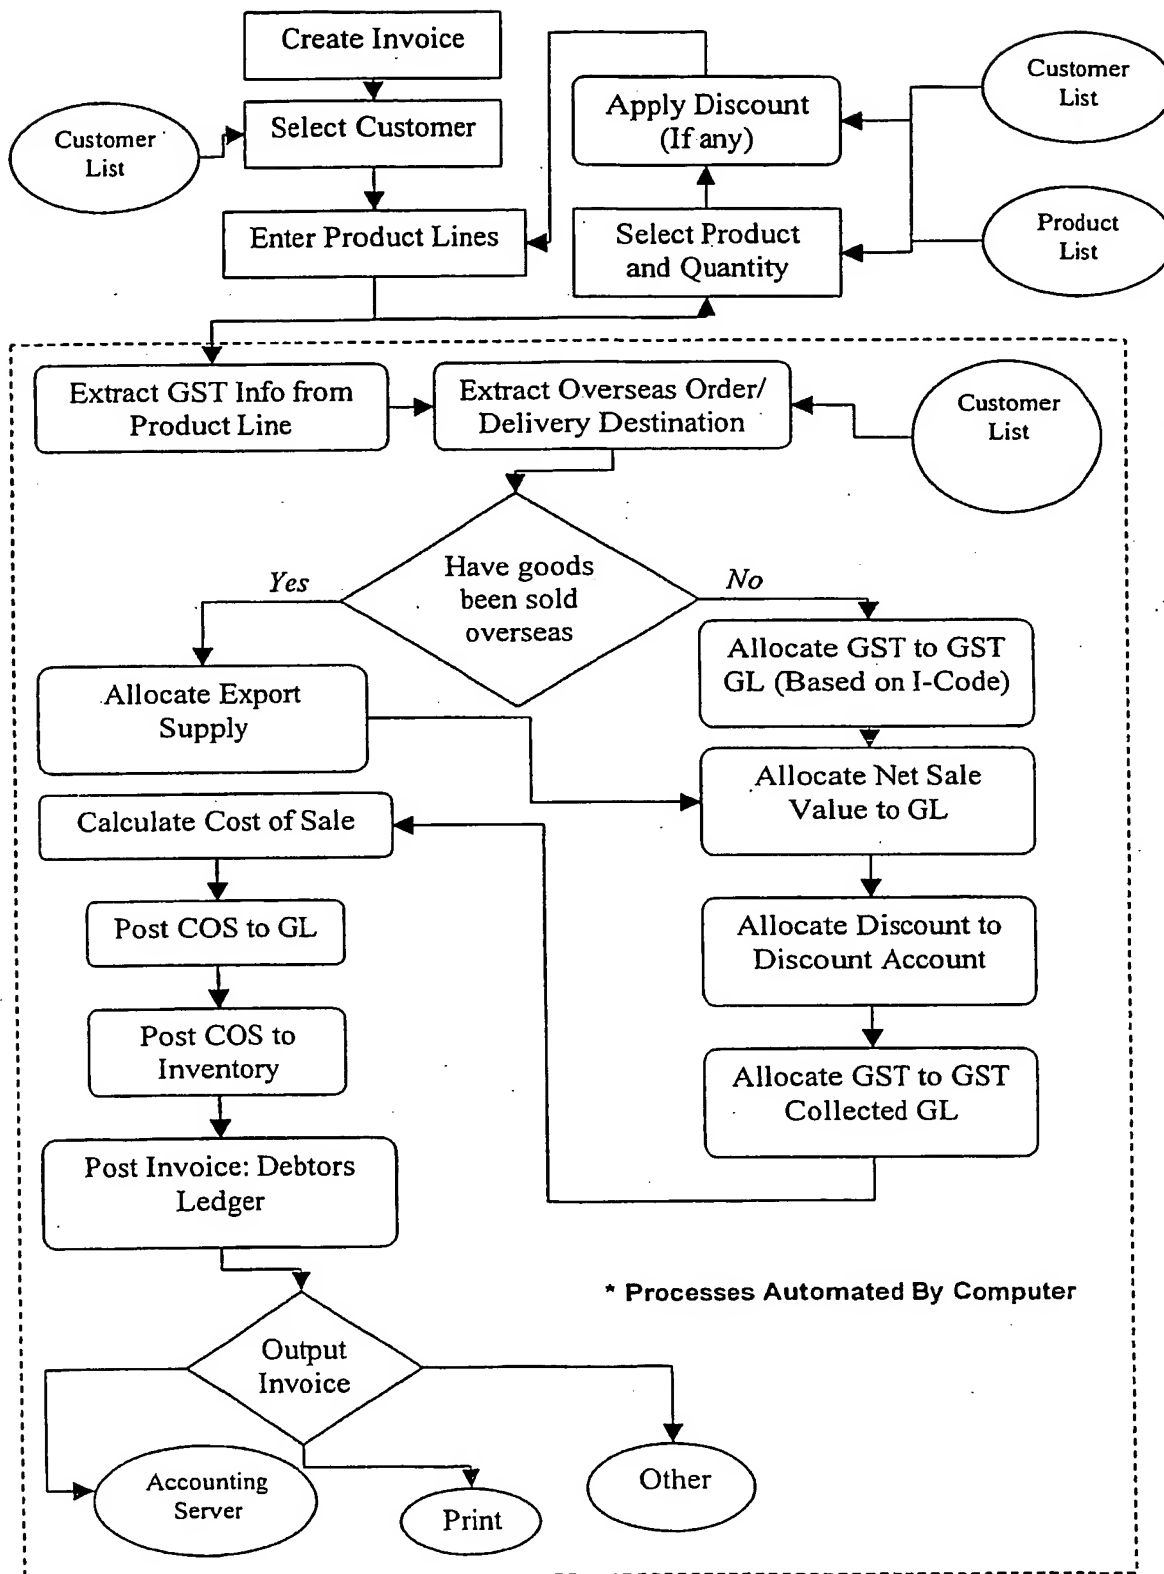 Create Invoice
Customer
List
Select Customer
Enter Product Lines
Apply Discount
(If any)
Select Product
and Quantity
Customer
List
Product
List
Extract GST Info from
Product Line
Extract Overseas Order/
Delivery Destination
Customer
List
Have goods
been sold
overseas
Yes
No
Allocate Export
Supply
Allocate GST to GST
GL (Based on I-Code)
Allocate Net Sale
Value to GL
Calculate Cost of Sale
Post COS to GL
Allocate Discount to
Discount Account
Post COS to
Inventory
Allocate GST to GST
Collected GL
Post Invoice: Debtors
Ledger
* Processes Automated By Computer
Output
Invoice
Accounting
Server
Print
Other